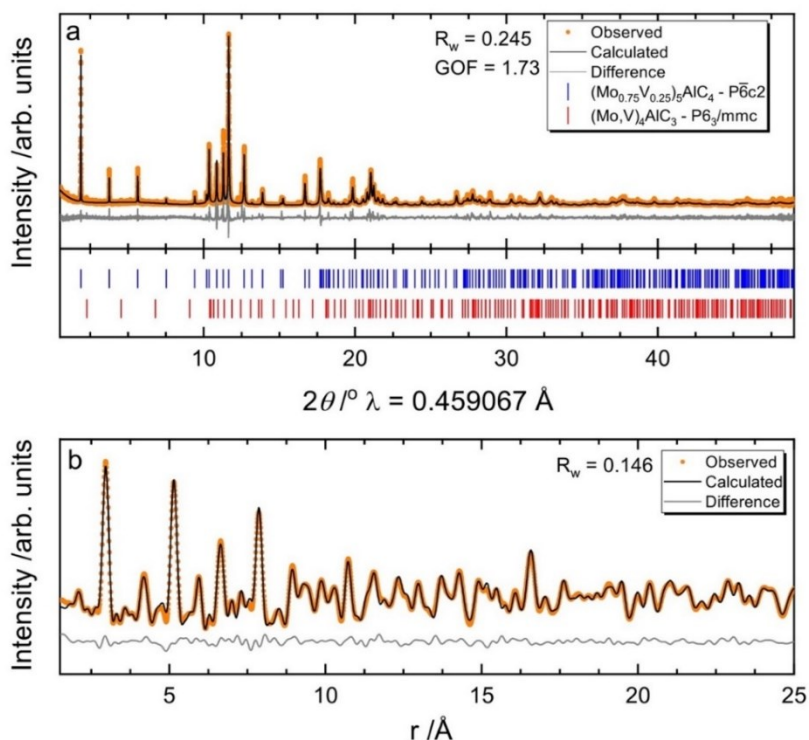 a
R_w = 0.245
GOF = 1.73
Observed
Calculated
Difference
(Mo₀.₇₅V₀.₂₅)₅AlC₄ - P6̅c2
(Mo,V)₄AlC₃ - P6₃/mmc
Intensity /arb. units
10 20 30 40
2θ/° λ = 0.459067 Å
b
R_w = 0.146
Observed
Calculated
Difference
Intensity /arb. units
5 10 15 20 25
r /Å